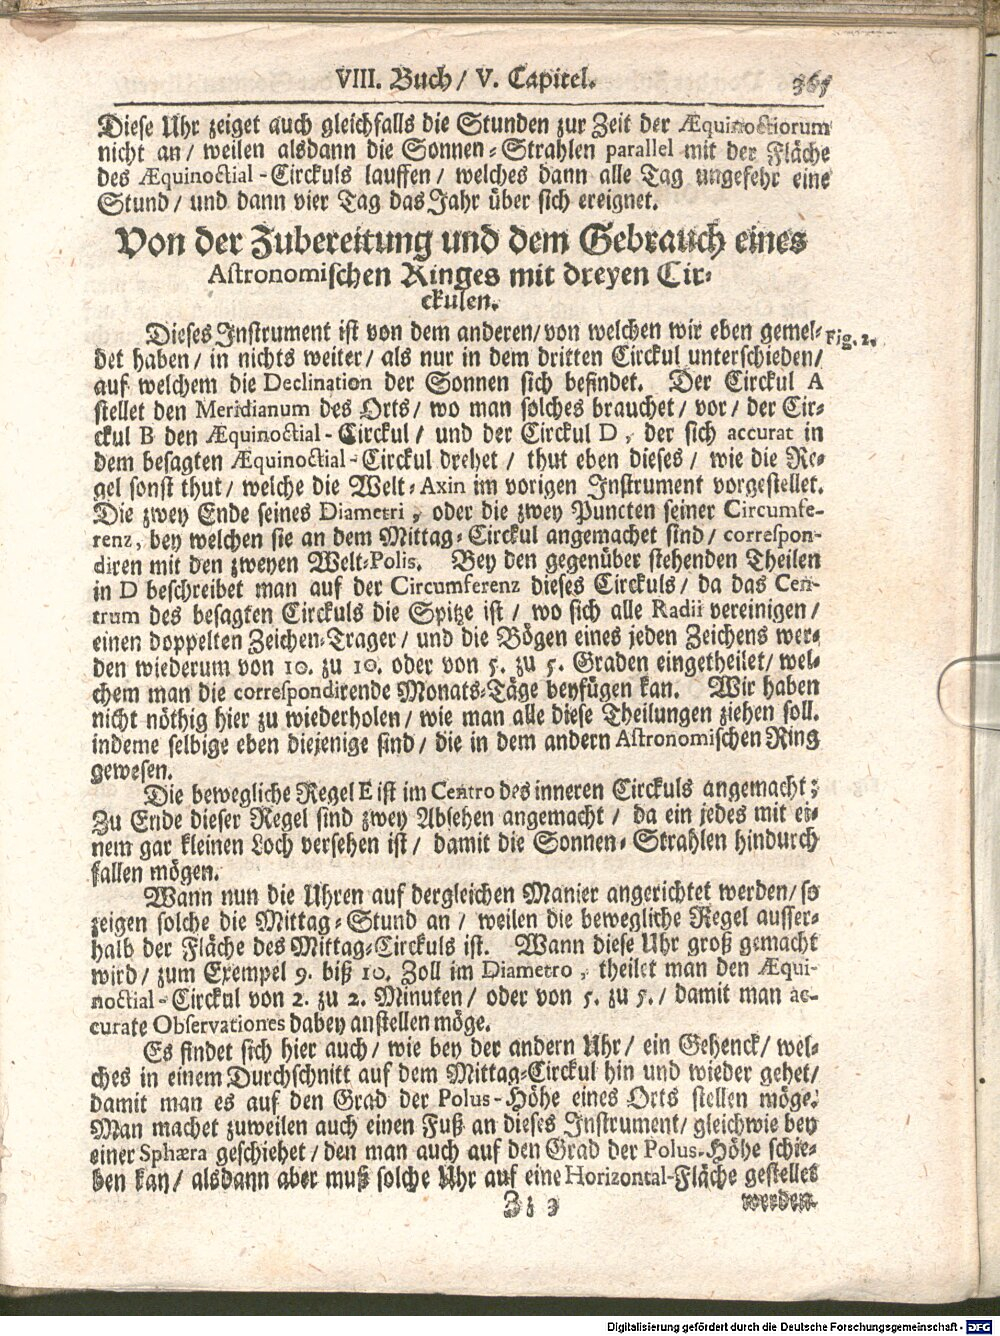 VIII. Buch / V. Capitel. 365
Diese Uhr zeiget auch gleichfalls die Stunden zur Zeit der Æquinoctiorum
nicht an / weilen alsdann die Sonnen-Strahlen parallel mit der Fläche
des Æquinoctial-Circkuls lauffen / welches dann alle Tag ungefehr eine
Stund / und dann vier Tag das Jahr über sich ereignet.
Von der Zubereitung und dem Gebrauch eines
Astronomischen Ringes mit dreyen Cir-
ckulen.
Dieses Instrument ist von dem anderen / von welchen wir eben gemel- Fig. 2.
det haben / in nichts weiter / als nur in dem dritten Circkul unterschieden /
auf welchem die Declination der Sonnen sich befindet. Der Circkul A
stellet den Meridianum des Orts / wo man solches brauchet / vor / der Cir-
ckul B den Æquinoctial-Circkul / und der Circkul D, der sich accurat in
dem besagten Æquinoctial-Circkul drehet / thut eben dieses / wie die Re-
gel sonst thut / welche die Welt-Axin im vorigen Instrument vorgestellet.
Die zwey Ende seines Diametri, oder die zwey Puncten seiner Circumfe-
renz, bey welchen sie an dem Mittag-Circkul angemachet sind / correspon-
diren mit den zweyen Welt-Polis. Bey den gegenüber stehenden Theilen
in D beschreibet man auf der Circumferenz dieses Circkuls / da das Cen-
trum des besagten Circkuls die Spitze ist / wo sich alle Radii vereinigen /
einen doppelten Zeichen-Trager / und die Bögen eines jeden Zeichens wer-
den wiederum von 10. zu 10. oder von 5. zu 5. Graden eingetheilet / wel-
chem man die correspondirende Monats-Täge beyfügen kan. Wir haben
nicht nöthig hier zu wiederholen / wie man alle diese Theilungen ziehen soll.
indeme selbige eben diejenige sind / die in dem andern Astronomischen Ring
gewesen.
Die bewegliche Regel E ist im Centro des inneren Circkuls angemacht;
Zu Ende dieser Regel sind zwey Absehen angemacht / da ein jedes mit ei-
nem gar kleinen Loch versehen ist / damit die Sonnen-Strahlen hindurch
fallen mögen.
Wann nun die Uhren auf dergleichen Manier angerichtet werden / so
zeigen solche die Mittag-Stund an / weilen die bewegliche Regel ausser-
halb der Fläche des Mittag-Circkuls ist. Wann diese Uhr groß gemacht
wird / zum Exempel 9. biß 10. Zoll im Diametro, theilet man den Æqui-
noctial-Circkul von 2. zu 2. Minuten / oder von 5. zu 5. / damit man ac-
curate Observationes dabey anstellen möge.
Es findet sich hier auch / wie bey der andern Uhr / ein Gehenck / wel-
ches in einem Durchschnitt auf dem Mittag-Circkul hin und wieder gehet /
damit man es auf den Grad der Polus-Höhe eines Orts stellen möge.
Man machet zuweilen auch einen Fuß an dieses Instrument / gleichwie bey
einer Sphæra geschiehet / den man auch auf den Grad der Polus-Höhe schie-
ben kan / alsdann aber muß solche Uhr auf eine Horizontal-Fläche gestelles
Zz 3 werden
Digitalisierung gefördert durch die Deutsche Forschungsgemeinschaft - DFG